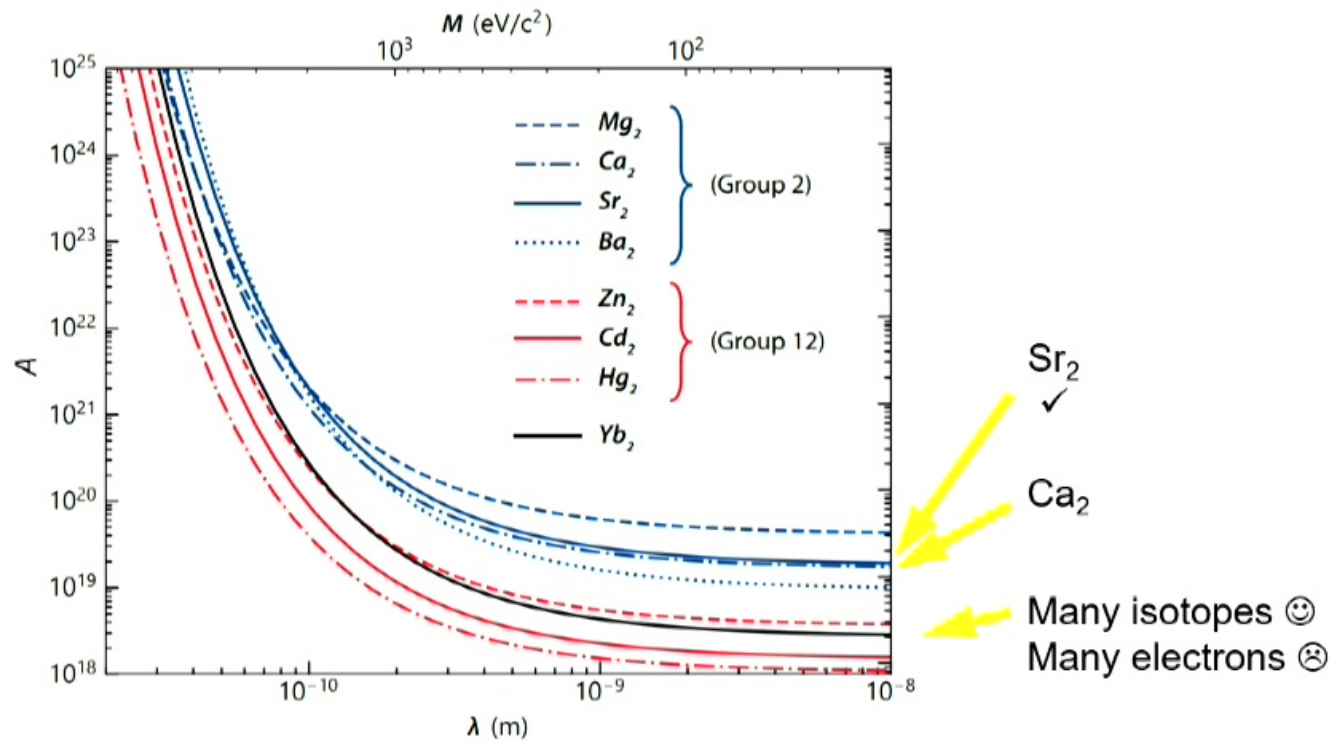 M (eV/c²)
10³ 10²
10²⁵
10²⁴
10²³
10²²
10²¹
10²⁰
10¹⁹
10¹⁸
A
Mg₂
Ca₂
Sr₂
Ba₂
(Group 2)
Zn₂
Cd₂
Hg₂
(Group 12)
Yb₂
10⁻¹⁰ 10⁻⁹ 10⁻⁸
λ (m)
Sr₂
✓
Ca₂
Many isotopes ☺
Many electrons ☹